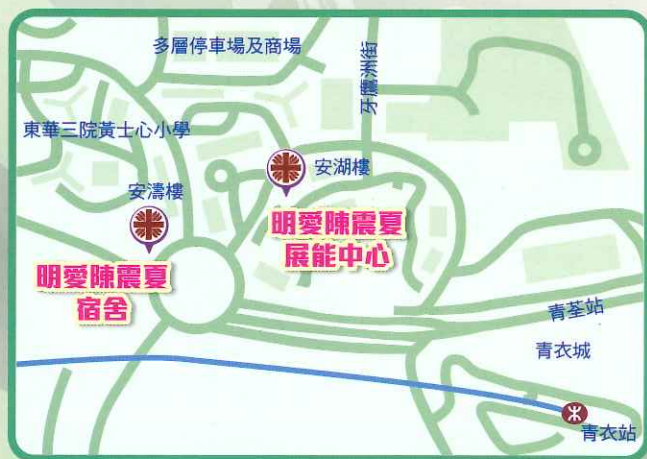 多層停車場及商場
牙鷹洲街
東華三院黃士心小學
安湖樓
安濤樓
明愛陳震夏
展能中心
明愛陳震夏
宿舍
青荃站
青衣城
青衣站